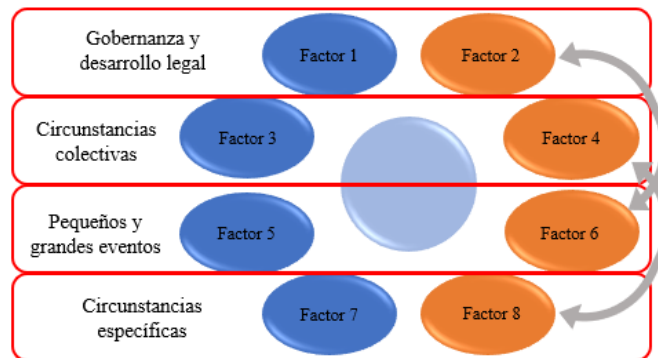 Gobernanza y
desarrollo legal
Factor 1
Factor 2
Circunstancias
colectivas
Factor 3
Factor 4
Pequeños y
grandes eventos
Factor 5
Factor 6
Circunstancias
específicas
Factor 7
Factor 8